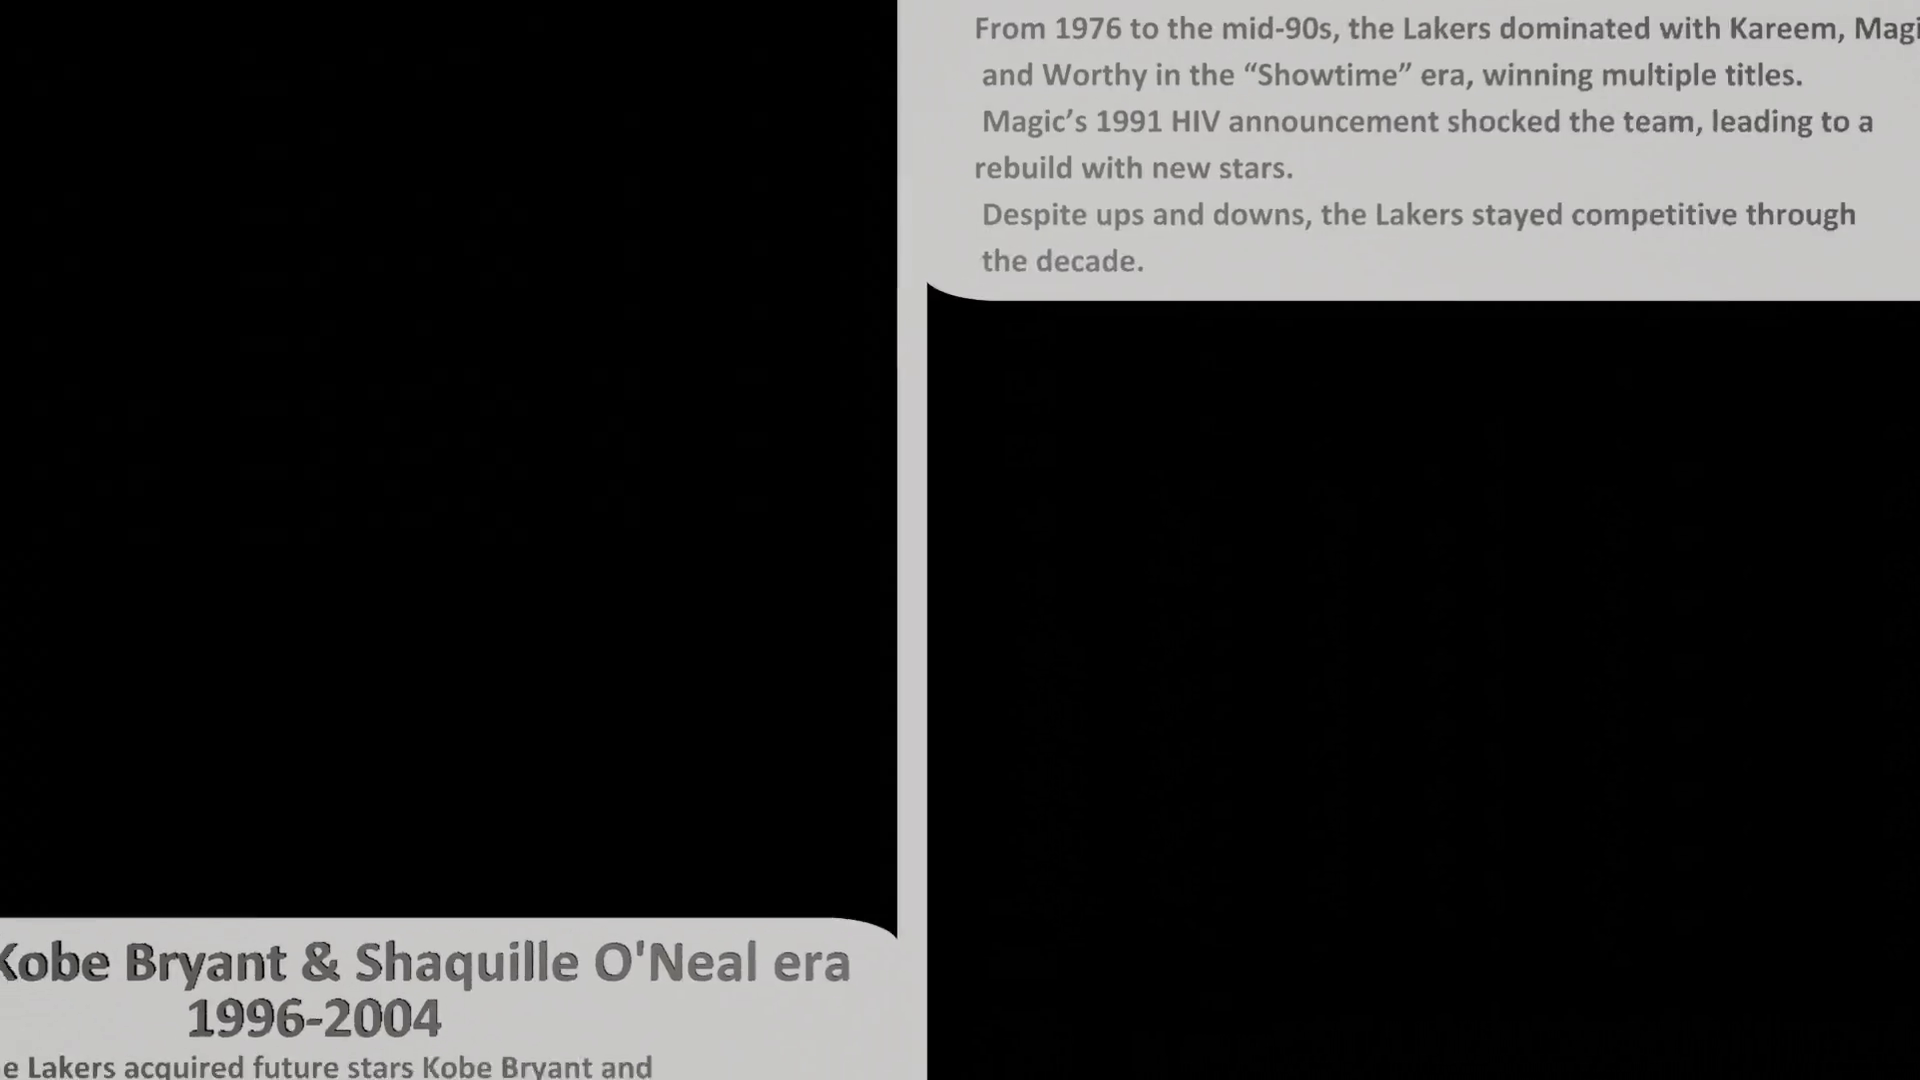 From 1976 to the mid-90s, the Lakers dominated with Kareem, Magi
and Worthy in the “Showtime” era, winning multiple titles.
Magic’s 1991 HIV announcement shocked the team, leading to a
rebuild with new stars.
Despite ups and downs, the Lakers stayed competitive through
the decade.
Kobe Bryant & Shaquille O'Neal era
1996-2004
e Lakers acquired future stars Kobe Bryant and